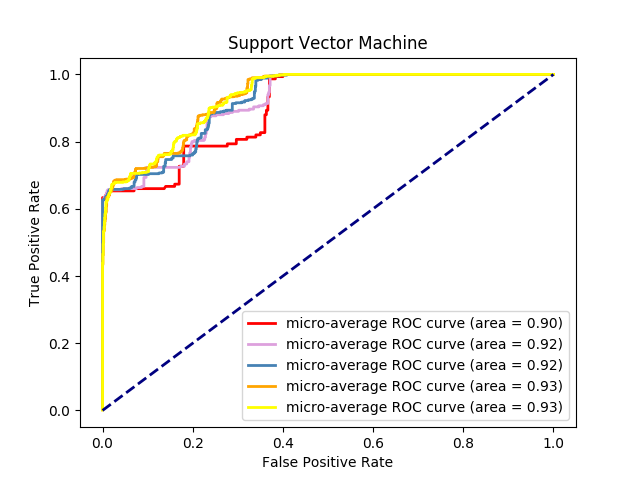 Support Vector Machine
1.0
0.8
0.6
0.4
0.2
0.0
True Positive Rate
micro-average ROC curve (area = 0.90)
micro-average ROC curve (area = 0.92)
micro-average ROC curve (area = 0.92)
micro-average ROC curve (area = 0.93)
micro-average ROC curve (area = 0.93)
0.0 0.2 0.4 0.6 0.8 1.0
False Positive Rate